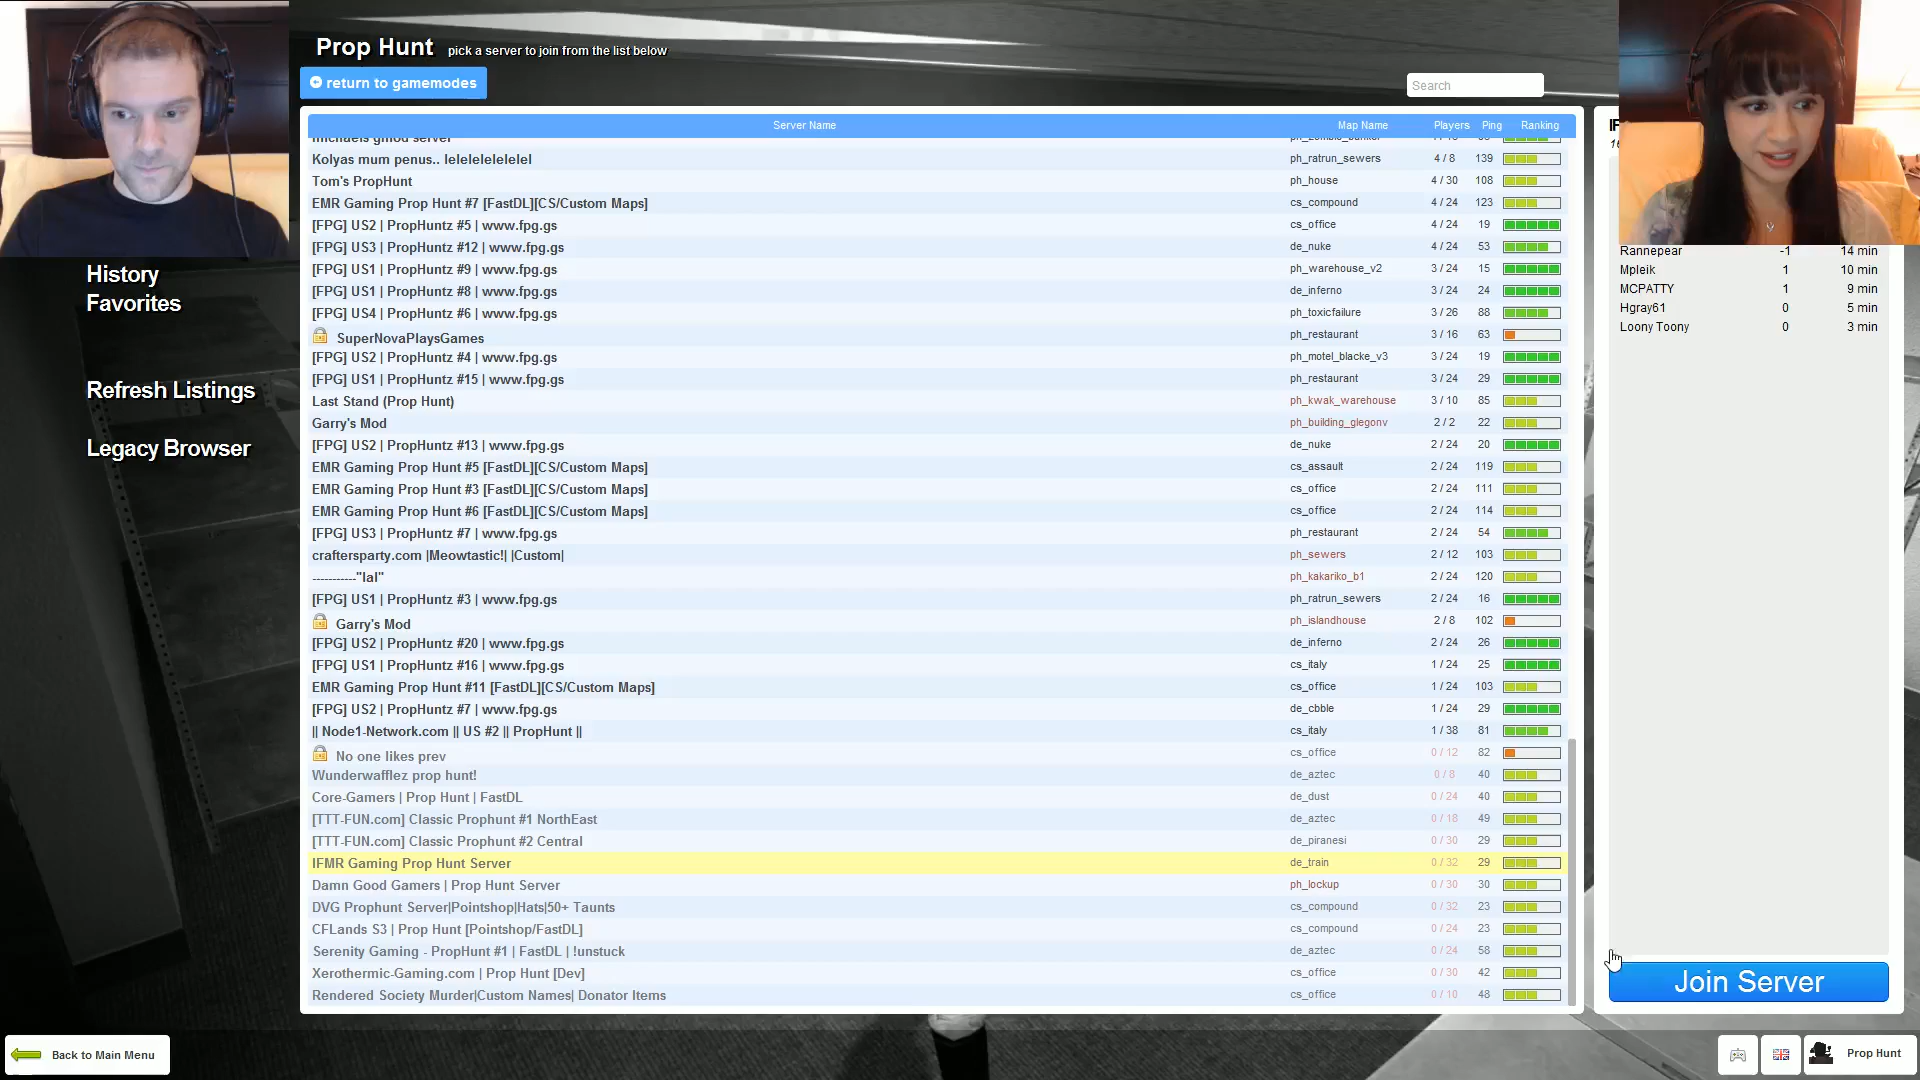 Prop Hunt pick a server to join from the list below
return to gamemodes
Search
Server Name Map Name Players Ping Ranking
michaels gmod server
Kolyas mum penus.. lelelelelelelel ph_ratrun_sewers 4 / 8 139
Tom's PropHunt ph_house 4 / 30 108
EMR Gaming Prop Hunt #7 [FastDL][CS/Custom Maps] cs_compound 4 / 24 123
[FPG] US2 | PropHuntz #5 | www.fpg.gs cs_office 4 / 24 19
[FPG] US3 | PropHuntz #12 | www.fpg.gs de_nuke 4 / 24 53
[FPG] US1 | PropHuntz #9 | www.fpg.gs ph_warehouse_v2 3 / 24 15
[FPG] US1 | PropHuntz #8 | www.fpg.gs de_inferno 3 / 24 24
[FPG] US4 | PropHuntz #6 | www.fpg.gs ph_toxicfailure 3 / 26 88
SuperNovaPlaysGames ph_restaurant 3 / 16 63
[FPG] US2 | PropHuntz #4 | www.fpg.gs ph_motel_blacke_v3 3 / 24 19
[FPG] US1 | PropHuntz #15 | www.fpg.gs ph_restaurant 3 / 24 29
Last Stand (Prop Hunt) ph_kwak_warehouse 3 / 10 85
Garry's Mod ph_building_glegonv 2 / 2 22
[FPG] US2 | PropHuntz #13 | www.fpg.gs de_nuke 2 / 24 20
EMR Gaming Prop Hunt #5 [FastDL][CS/Custom Maps] cs_assault 2 / 24 119
EMR Gaming Prop Hunt #3 [FastDL][CS/Custom Maps] cs_office 2 / 24 111
EMR Gaming Prop Hunt #6 [FastDL][CS/Custom Maps] cs_office 2 / 24 114
[FPG] US3 | PropHuntz #7 | www.fpg.gs ph_restaurant 2 / 24 54
craftersparty.com |Meowtastic!| |Custom| ph_sewers 2 / 12 103
-----------"lal" ph_kakariko_b1 2 / 24 120
[FPG] US1 | PropHuntz #3 | www.fpg.gs ph_ratrun_sewers 2 / 24 16
Garry's Mod ph_islandhouse 2 / 8 102
[FPG] US2 | PropHuntz #20 | www.fpg.gs de_inferno 2 / 24 26
[FPG] US1 | PropHuntz #16 | www.fpg.gs cs_italy 1 / 24 25
EMR Gaming Prop Hunt #11 [FastDL][CS/Custom Maps] cs_office 1 / 24 103
[FPG] US2 | PropHuntz #7 | www.fpg.gs de_cbble 1 / 24 29
|| Node1-Network.com || US #2 || PropHunt || cs_italy 1 / 38 81
No one likes prev cs_office 0 / 12 82
Wunderwafflez prop hunt! de_aztec 0 / 8 40
Core-Gamers | Prop Hunt | FastDL de_dust 0 / 24 40
[TTT-FUN.com] Classic Prophunt #1 NorthEast de_aztec 0 / 18 49
[TTT-FUN.com] Classic Prophunt #2 Central de_piranesi 0 / 30 29
IFMR Gaming Prop Hunt Server de_train 0 / 32 29
Damn Good Gamers | Prop Hunt Server ph_lockup 0 / 30 30
DVG Prophunt Server|Pointshop|Hats|50+ Taunts cs_compound 0 / 32 23
CFLands S3 | Prop Hunt [Pointshop/FastDL] cs_compound 0 / 24 23
Serenity Gaming - PropHunt #1 | FastDL | !unstuck de_aztec 0 / 24 58
Xerothermic-Gaming.com | Prop Hunt [Dev] cs_office 0 / 30 42
Rendered Society Murder|Custom Names| Donator Items cs_office 0 / 10 48
History
Favorites
Refresh Listings
Legacy Browser
Rannepear -1 14 min
Mpleik 1 10 min
MCPATTY 1 9 min
Hgray61 0 5 min
Loony Toony 0 3 min
Join Server
Back to Main Menu
Prop Hunt